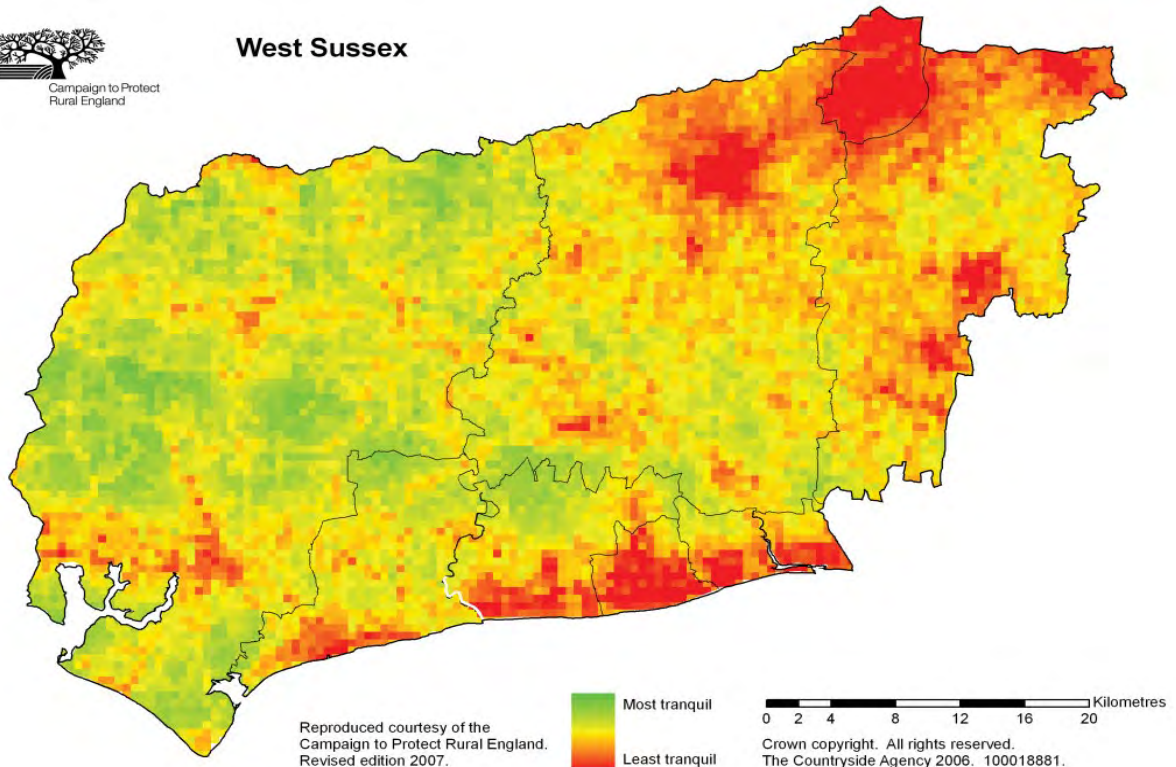 Campaign to Protect
Rural England
West Sussex
Reproduced courtesy of the
Campaign to Protect Rural England.
Revised edition 2007.
Most tranquil
Least tranquil
Kilometres
0 2 4 8 12 16 20
Crown copyright. All rights reserved.
The Countryside Agency 2006. 100018881.